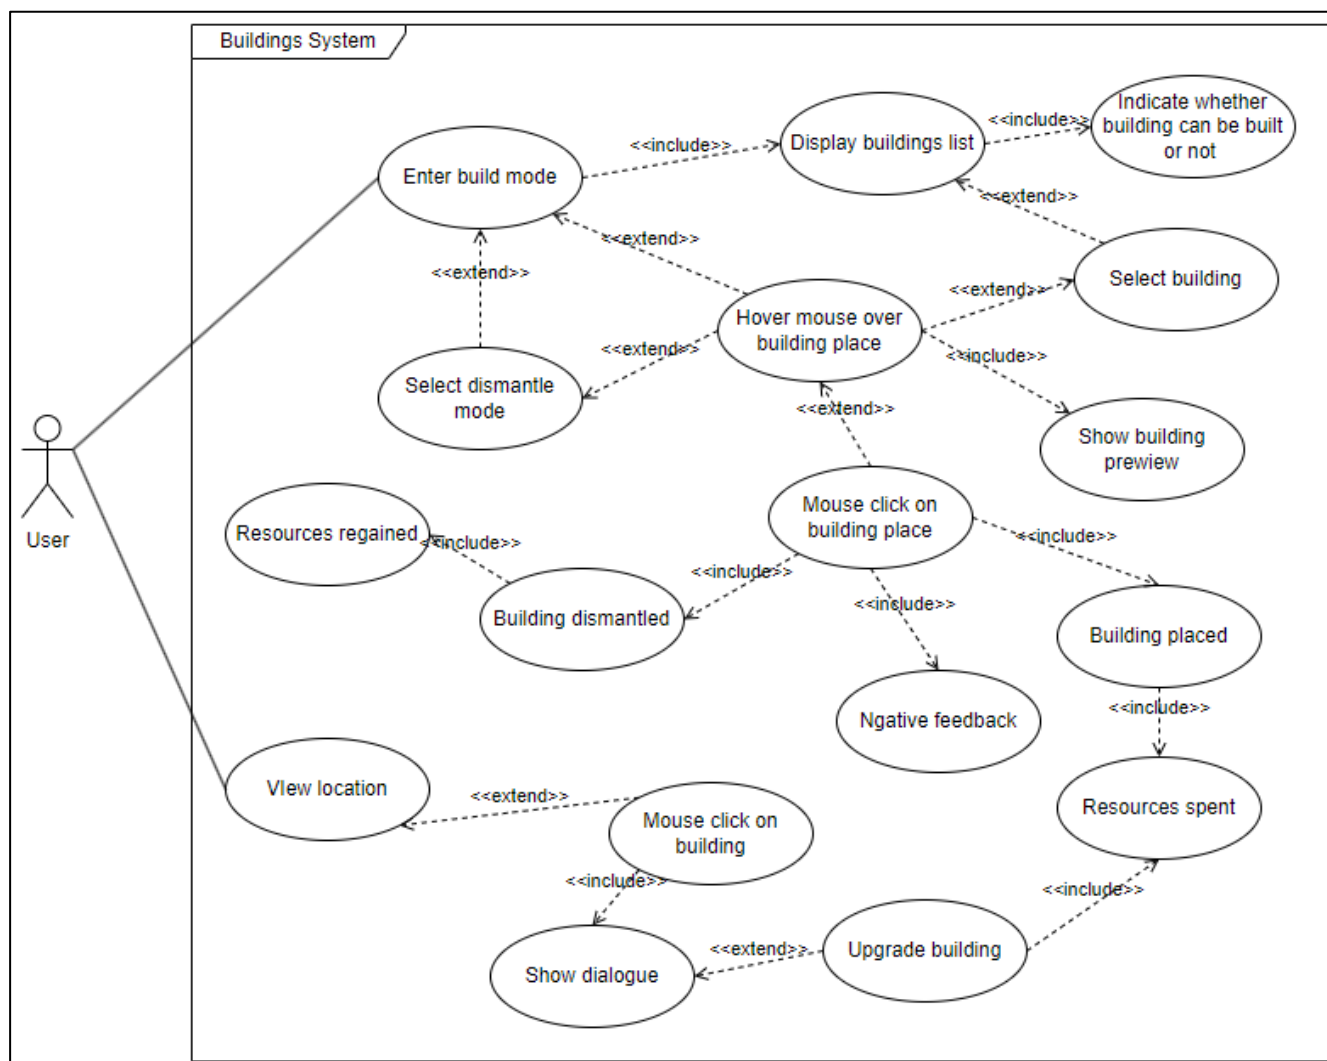 Buildings System
Indicate whether
building can be built
or not
<<include>>
Display buildings list
<<include>>
Enter build mode
<<extend>>
<<extend>>
<<extend>>
Select building
<<extend>>
Hover mouse over
building place
<<extend>>
<<include>>
Select dismantle
mode
<<extend>>
Show building
prewiew
User
Mouse click on
building place
Resources regained
<<include>>
<<include>>
<<include>>
<<include>>
Building dismantled
Building placed
<<include>>
Ngative feedback
VIew location
<<extend>>
Mouse click on
building
Resources spent
<<include>>
<<include>>
Upgrade building
<<extend>>
Show dialogue